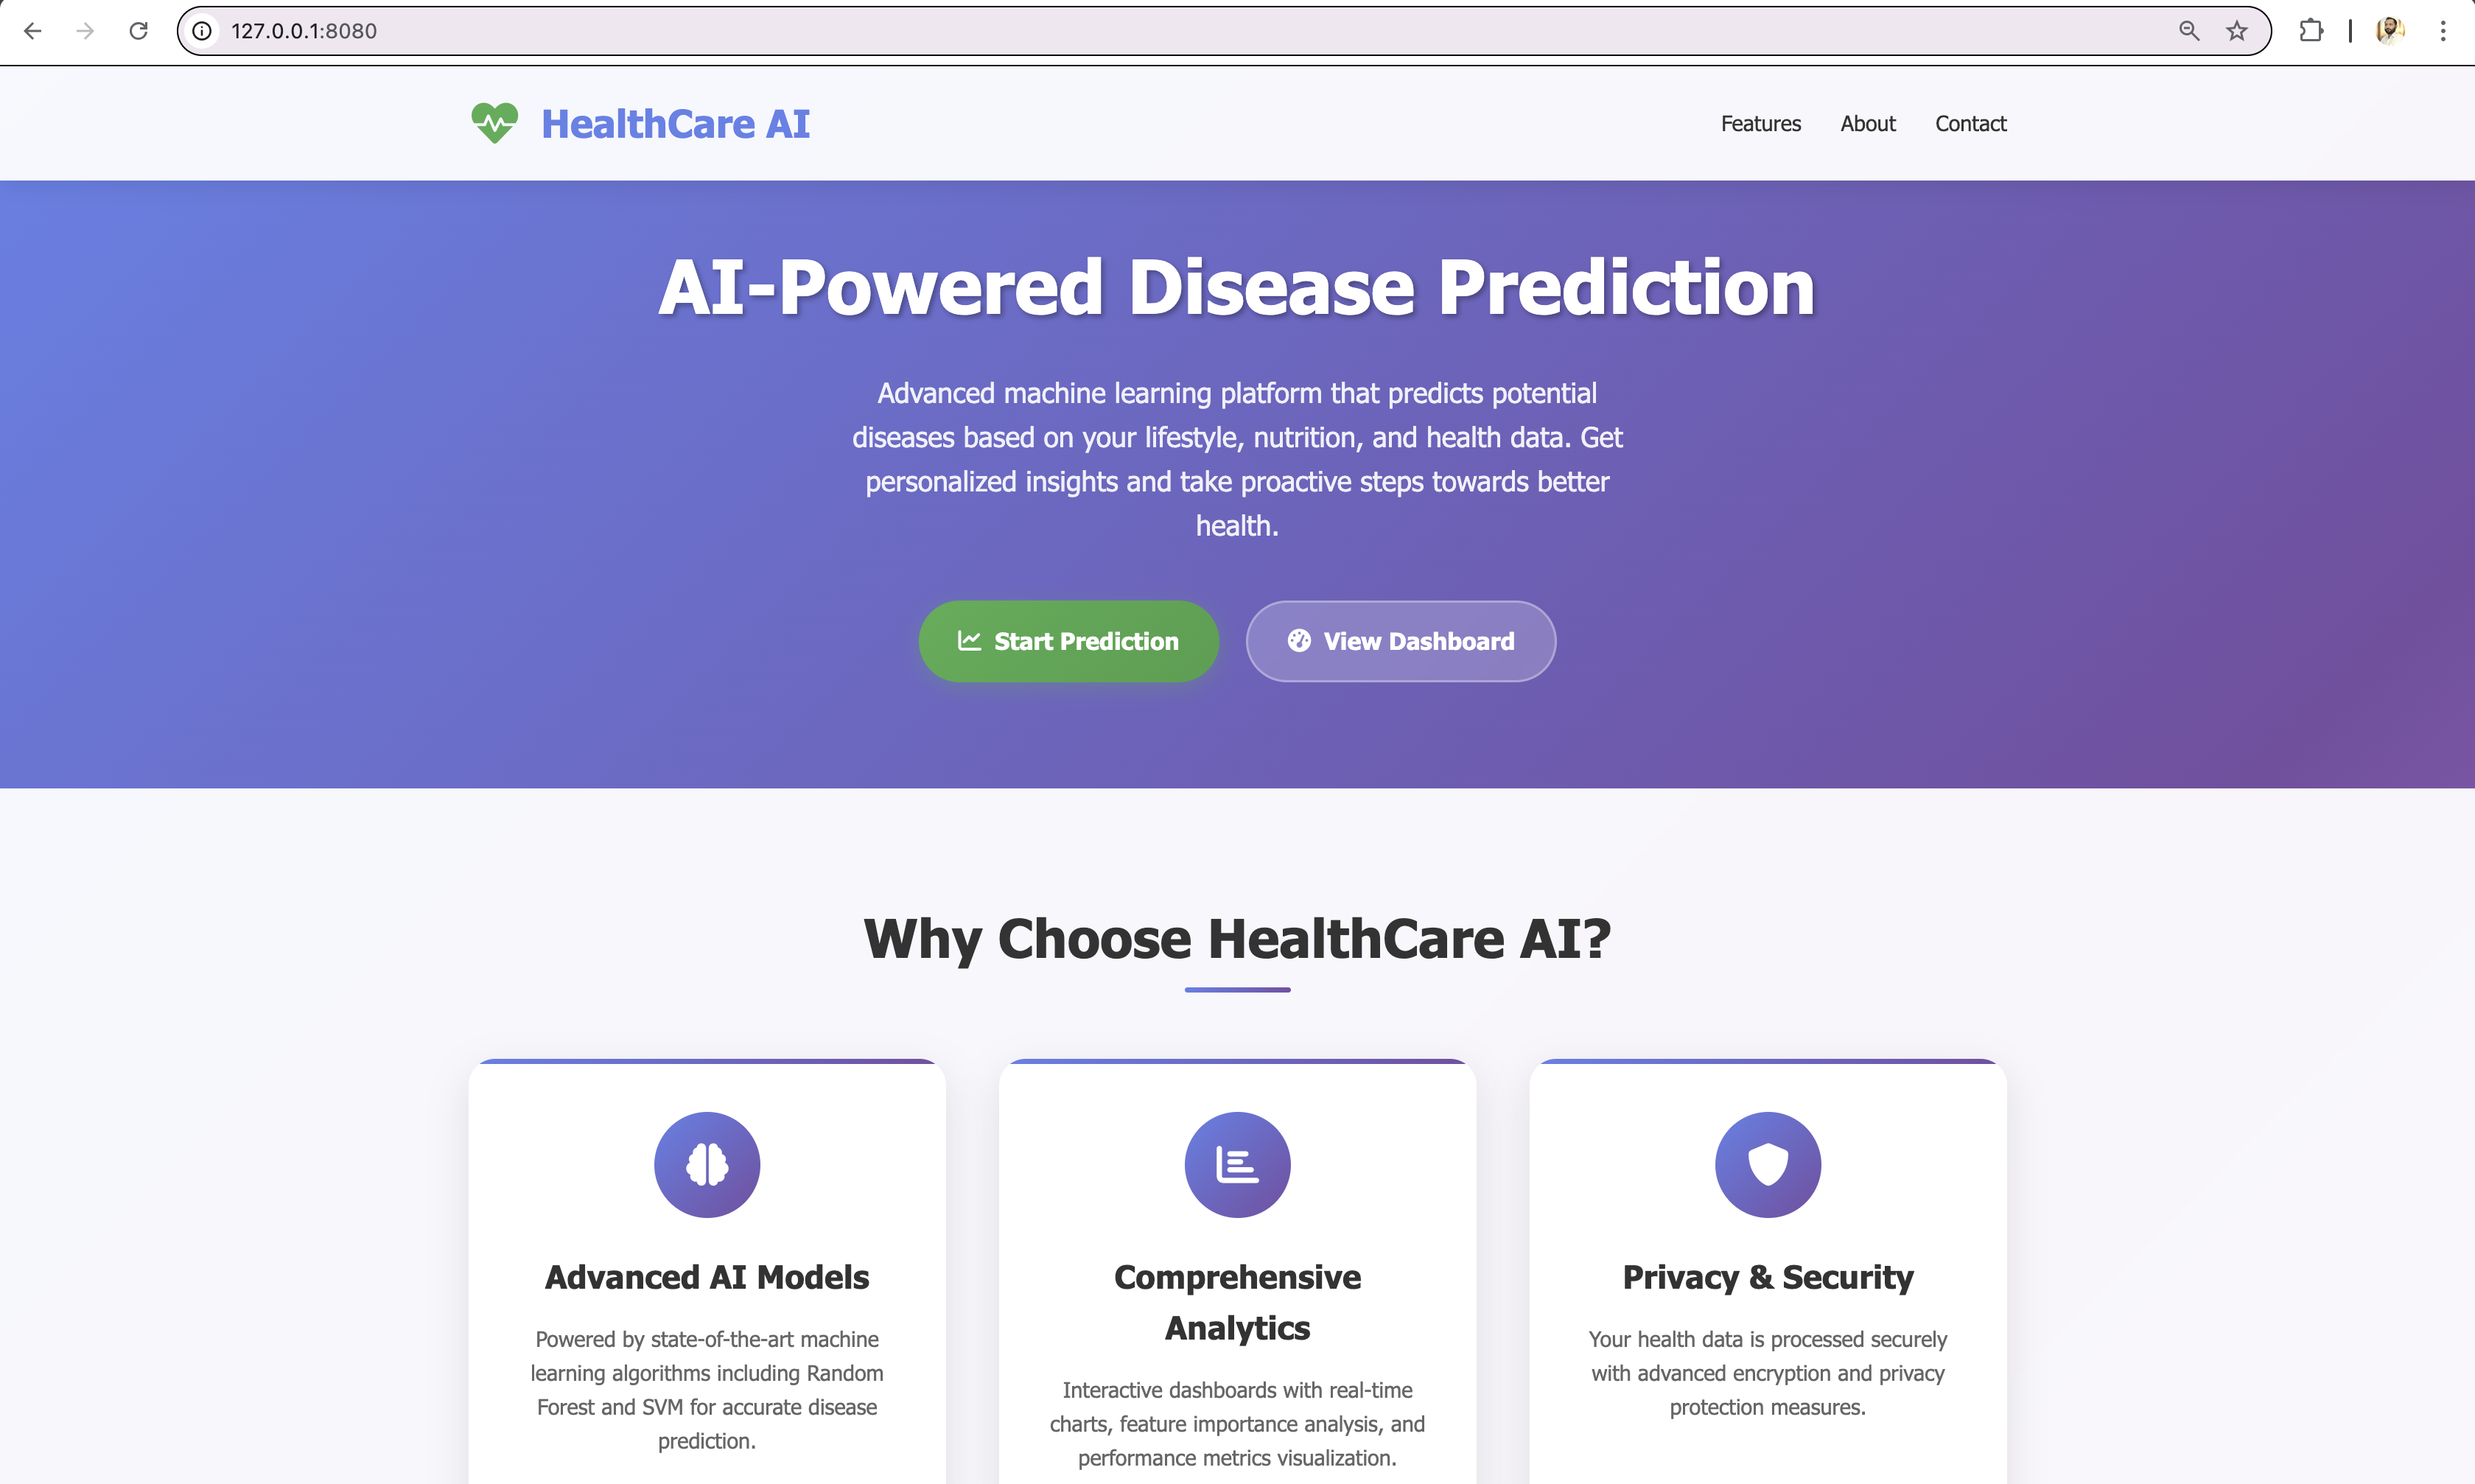 127.0.0.1:8080
HealthCare AI
Features
About
Contact
AI-Powered Disease Prediction
Advanced machine learning platform that predicts potential
diseases based on your lifestyle, nutrition, and health data. Get
personalized insights and take proactive steps towards better
health.
Start Prediction
View Dashboard
Why Choose HealthCare AI?
Advanced AI Models
Powered by state-of-the-art machine
learning algorithms including Random
Forest and SVM for accurate disease
prediction.
Comprehensive
Analytics
Interactive dashboards with real-time
charts, feature importance analysis, and
performance metrics visualization.
Privacy & Security
Your health data is processed securely
with advanced encryption and privacy
protection measures.